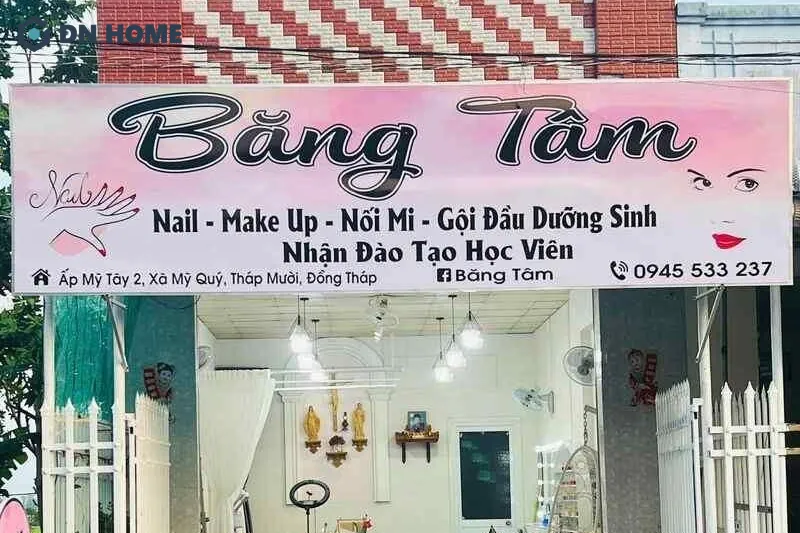 ĐN HOME
Băng Tâm
Nail
Nail - Make Up - Nối Mi - Gội Đầu Dưỡng Sinh
Nhận Đào Tạo Học Viên
Ấp Mỹ Tây 2, Xã Mỹ Quý, Tháp Mười, Đồng Tháp
Băng Tâm
0945 533 237